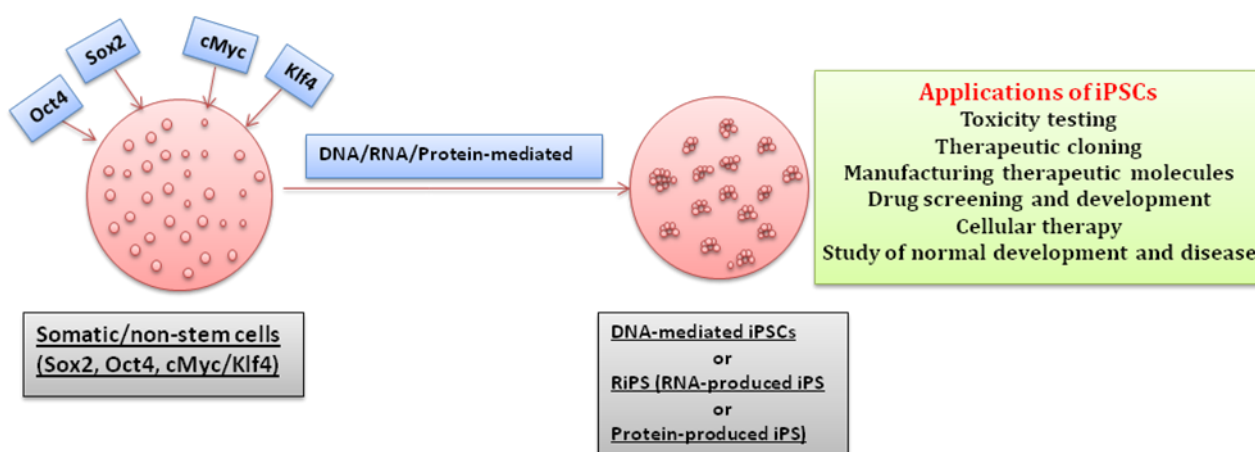 Oct4
Sox2
cMyc
Klf4
DNA/RNA/Protein-mediated
Applications of iPSCs
Toxicity testing
Therapeutic cloning
Manufacturing therapeutic molecules
Drug screening and development
Cellular therapy
Study of normal development and disease
Somatic/non-stem cells
(Sox2, Oct4, cMyc/Klf4)
DNA-mediated iPSCs
or
RiPS (RNA-produced iPS
or
Protein-produced iPS)